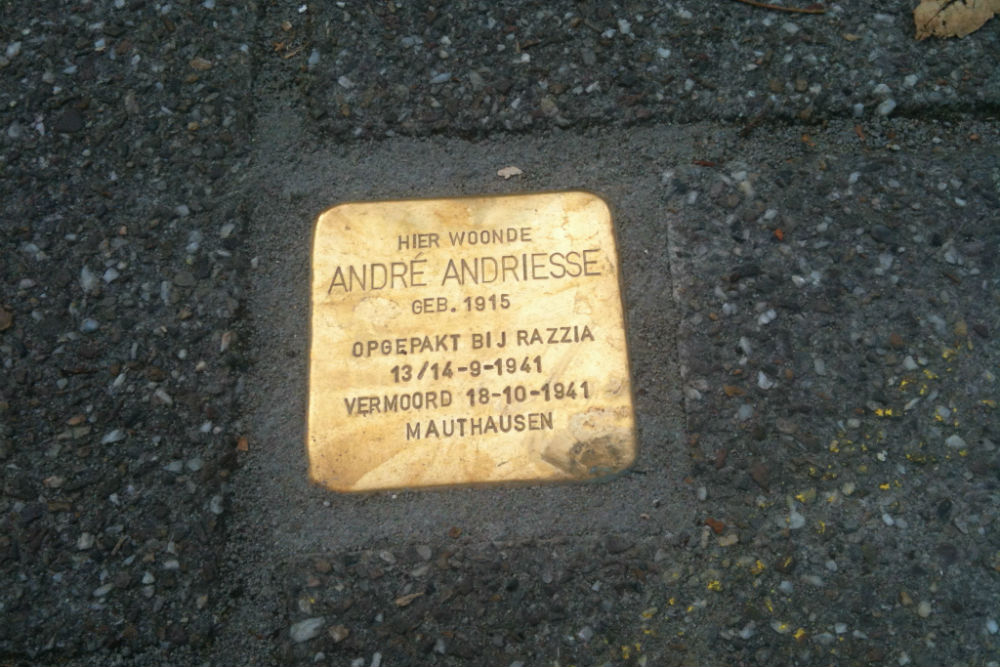 HIER WOONDE
ANDRÉ ANDRIESSE
GEB. 1915
OPGEPAKT BIJ RAZZIA
13/14-9-1941
VERMOORD 18-10-1941
MAUTHAUSEN